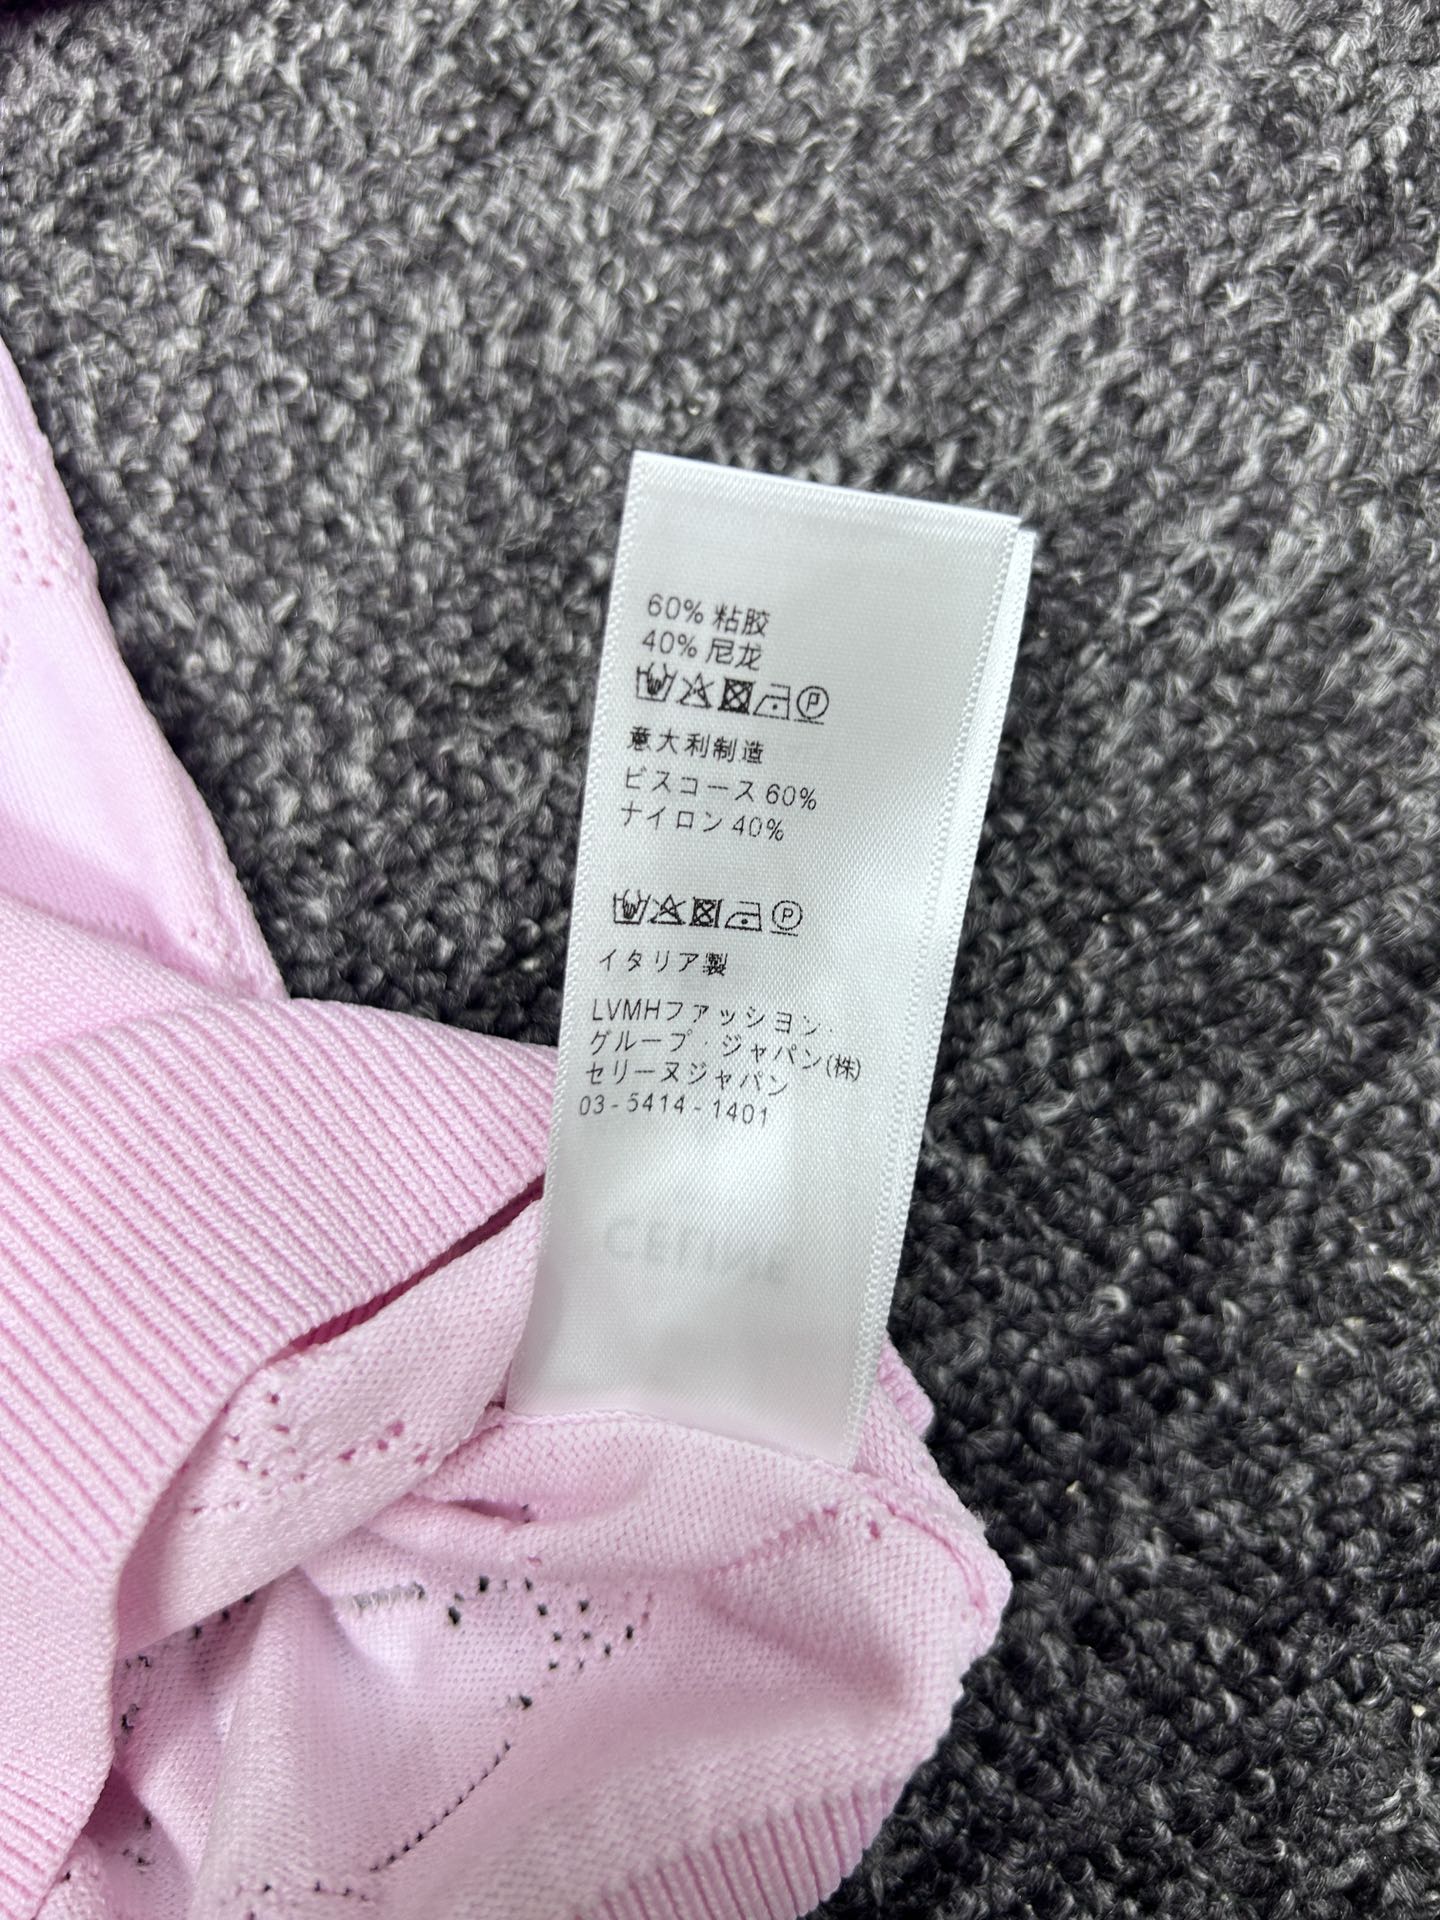 60% 粘胶
40% 尼龙
P
意大利制造
ビスコース 60%
ナイロン 40%
P
イタリア製
LVMHファッション・
グループ・ジャパン(株)
セリーヌジャパン
03 - 5414 - 1401